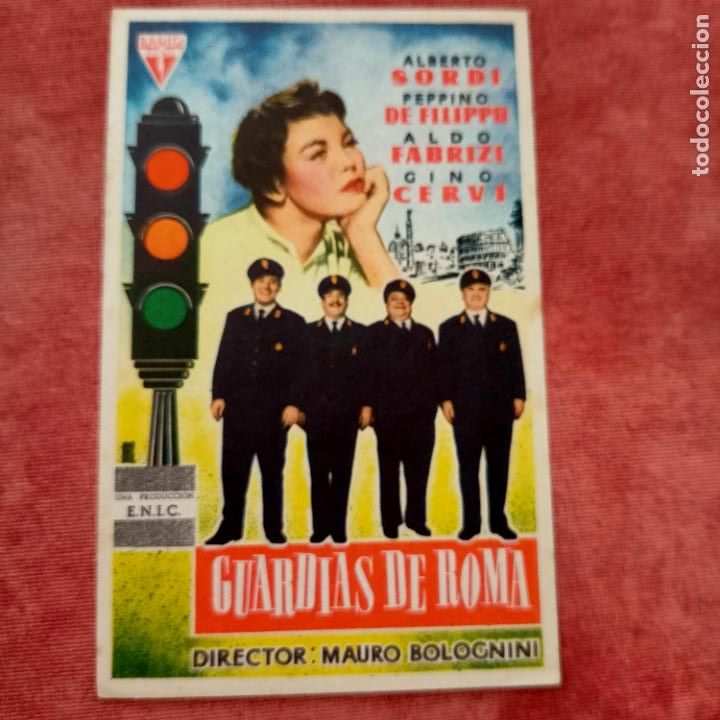 ALBERTO
SORDI
PEPPINO
DE FILIPPO
ALDO
FABRIZI
GINO
CERVI
UNA PRODUCCION
E.N.I.C.
GUARDIAS DE ROMA
DIRECTOR: MAURO BOLOGNINI
todocoleccion